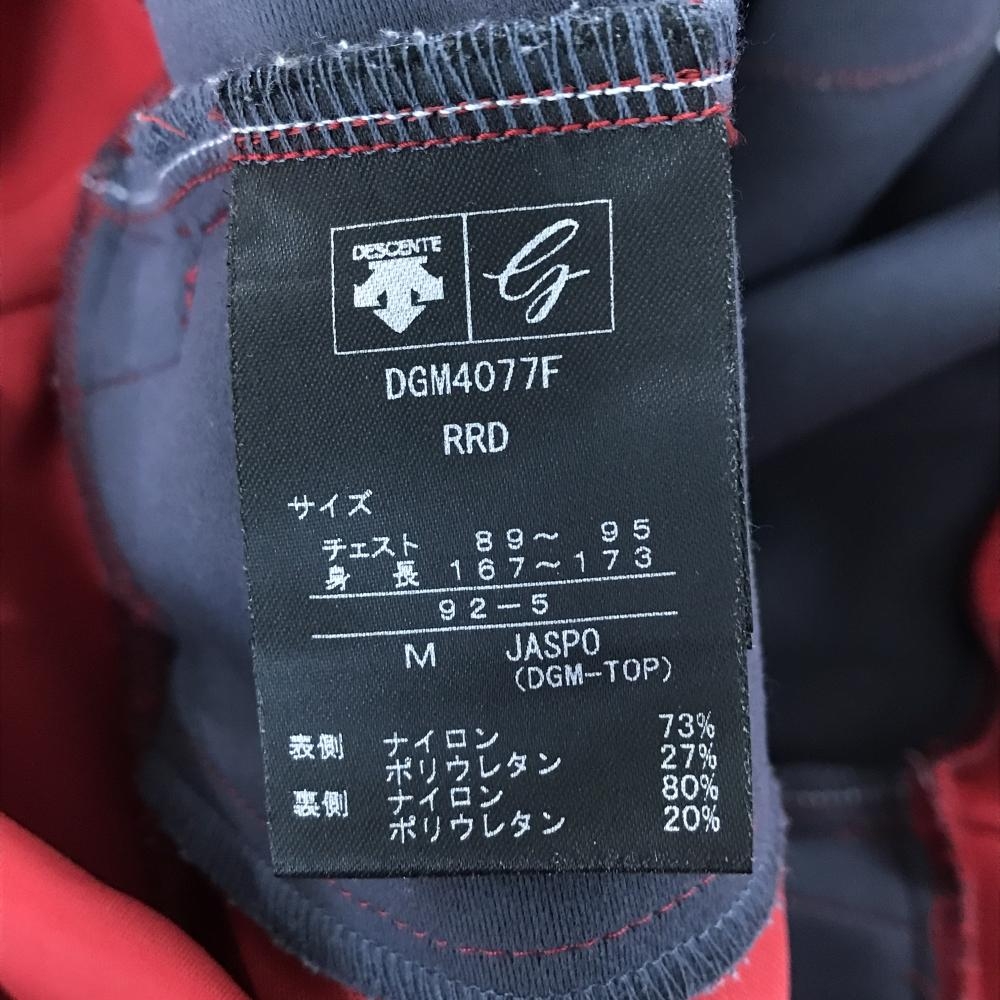 DESCENTE
G
DGM4077F
RRD
サイズ
チェスト 89〜 95
身 長 167〜173
92-5
M JASPO
(DGM-TOP)
表側 ナイロン 73%
ポリウレタン 27%
裏側 ナイロン 80%
ポリウレタン 20%